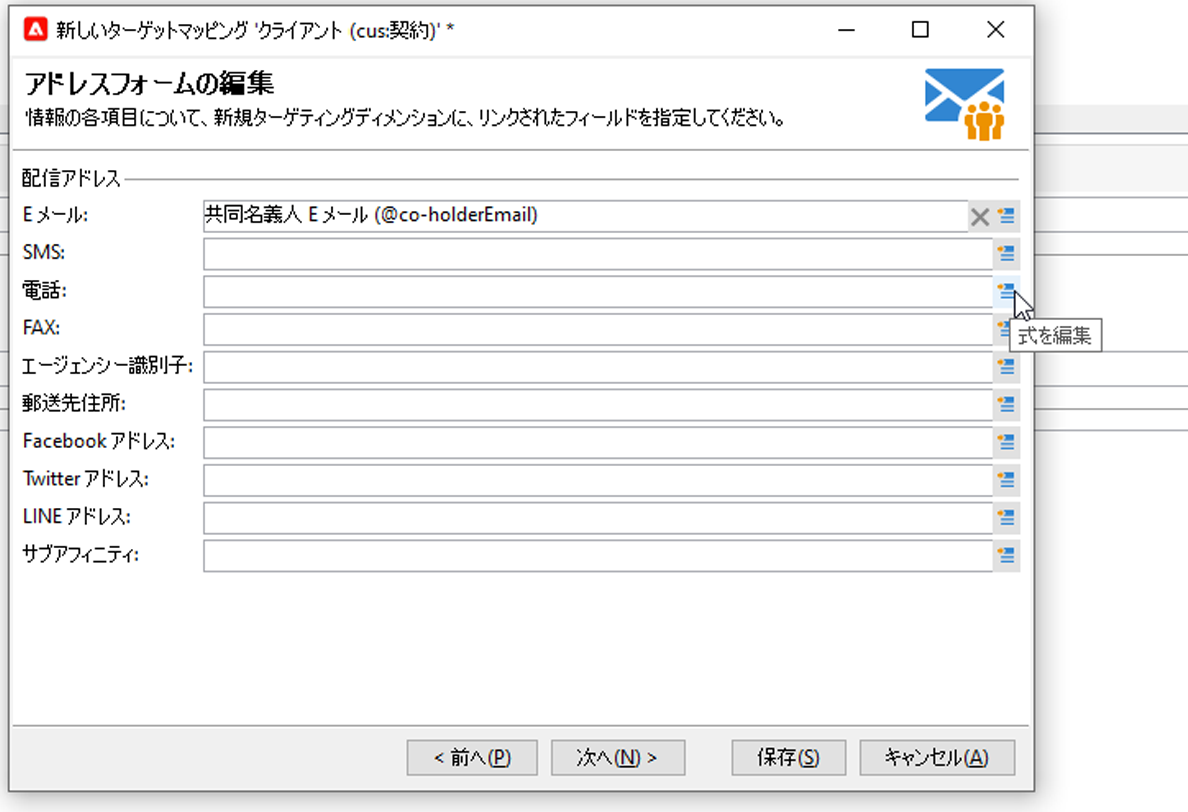 新しいターゲットマッピング 'クライアント (cus:契約)' *
アドレスフォームの編集
情報の各項目について、新規ターゲティングディメンションに、リンクされたフィールドを指定してください。
配信アドレス
E メール: 共同名義人 E メール (@co-holderEmail)
SMS:
電話:
FAX:
式を編集
エージェンシー識別子:
郵送先住所:
Facebook アドレス:
Twitter アドレス:
LINE アドレス:
サブアフィニティ:
< 前へ(P) 次へ(N) > 保存(S) キャンセル(A)